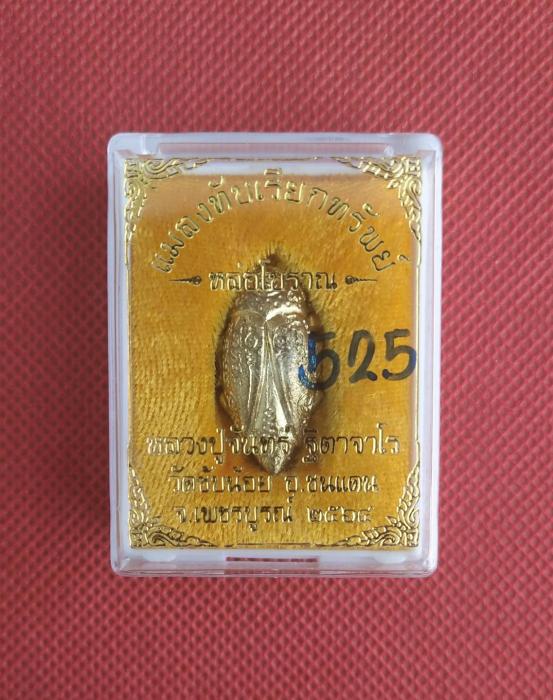 แมลงทับเรียกทรัพย์
หล่อโบราณ
525
หลวงปู่จันทร์ ฐิตาจาโร
วัดซับน้อย อ.ชนแดน
จ.เพชรบูรณ์ ๒๕๖๔